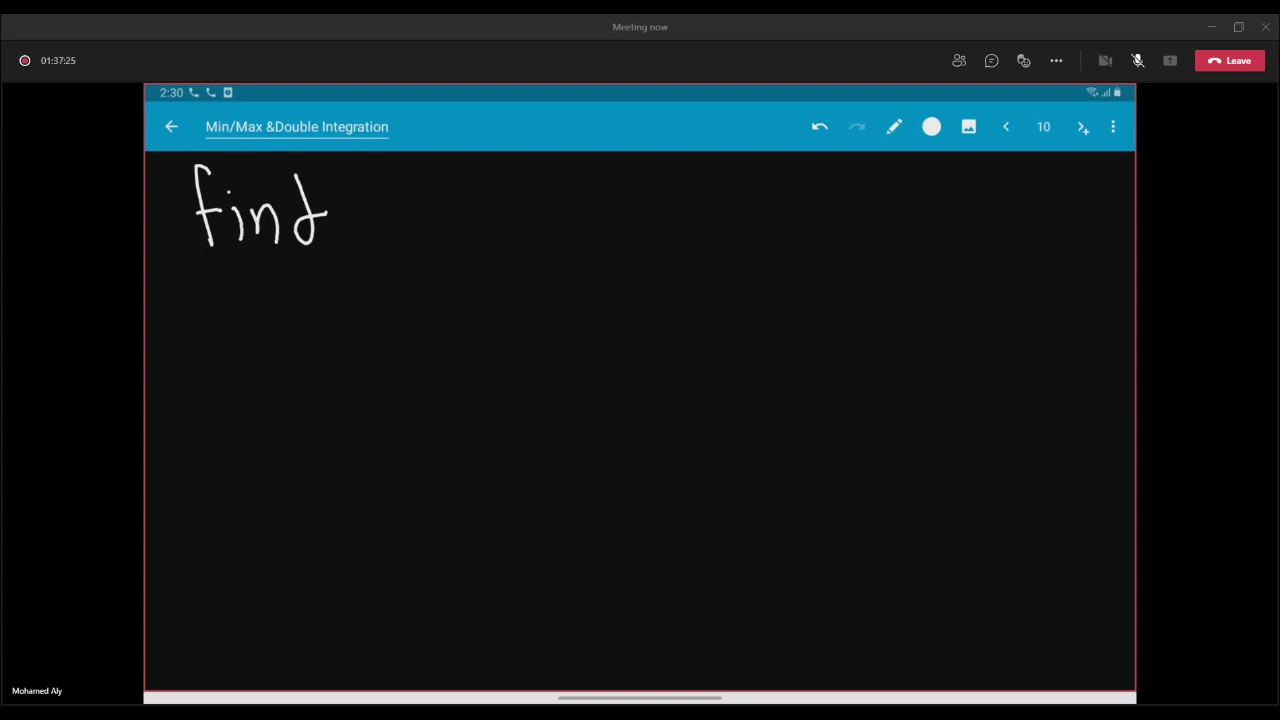 Meeting now
01:37:25
Leave
2:30
Min/Max &Double Integration
10
find
Mohamed Aly